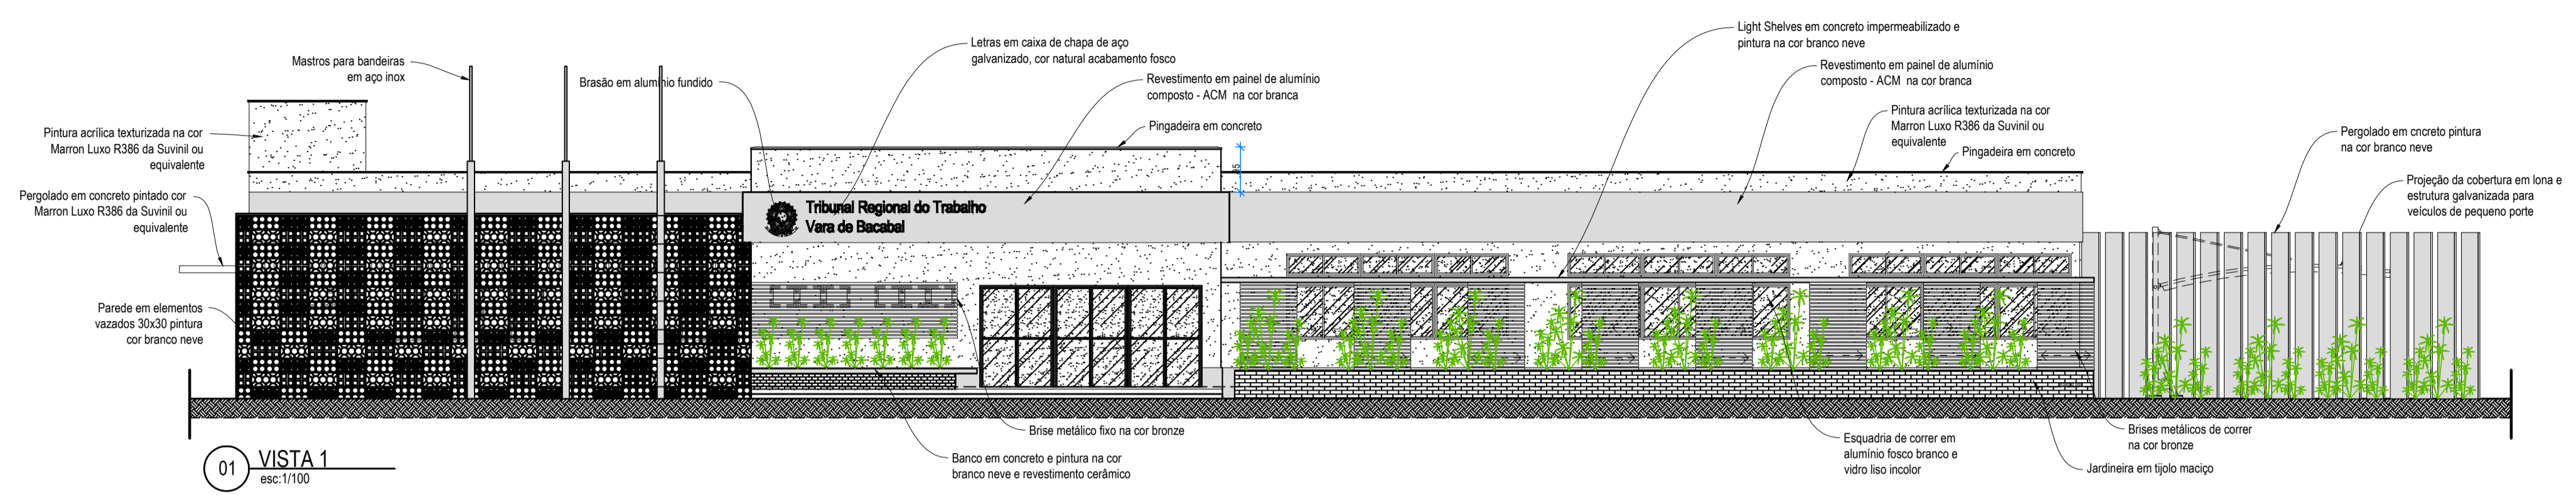 Mastros para bandeiras
em aço inox
Brasão em alumínio fundido
Letras em caixa de chapa de aço
galvanizado, cor natural acabamento fosco
Revestimento em painel de alumínio
composto - ACM  na cor branca
Pingadeira em concreto
Light Shelves em concreto impermeabilizado e
pintura na cor branco neve
Revestimento em painel de alumínio
composto - ACM  na cor branca
Pintura acrílica texturizada na cor
Marron Luxo R386 da Suvinil ou
equivalente
Pingadeira em concreto
Pergolado em cncreto pintura
na cor branco neve
Projeção da cobertura em lona e
estrutura galvanizada para
veículos de pequeno porte
Pintura acrílica texturizada na cor
Marron Luxo R386 da Suvinil ou
equivalente
Pergolado em concreto pintado cor
Marron Luxo R386 da Suvinil ou
equivalente
Parede em elementos
vazados 30x30 pintura
cor branco neve
Tribunal Regional do Trabalho
Vara de Bacabal
Brise metálico fixo na cor bronze
Banco em concreto e pintura na cor
branco neve e revestimento cerâmico
Esquadria de correr em
alumínio fosco branco e
vidro liso incolor
Brises metálicos de correr
na cor bronze
Jardineira em tijolo maciço
01
VISTA 1
esc:1/100